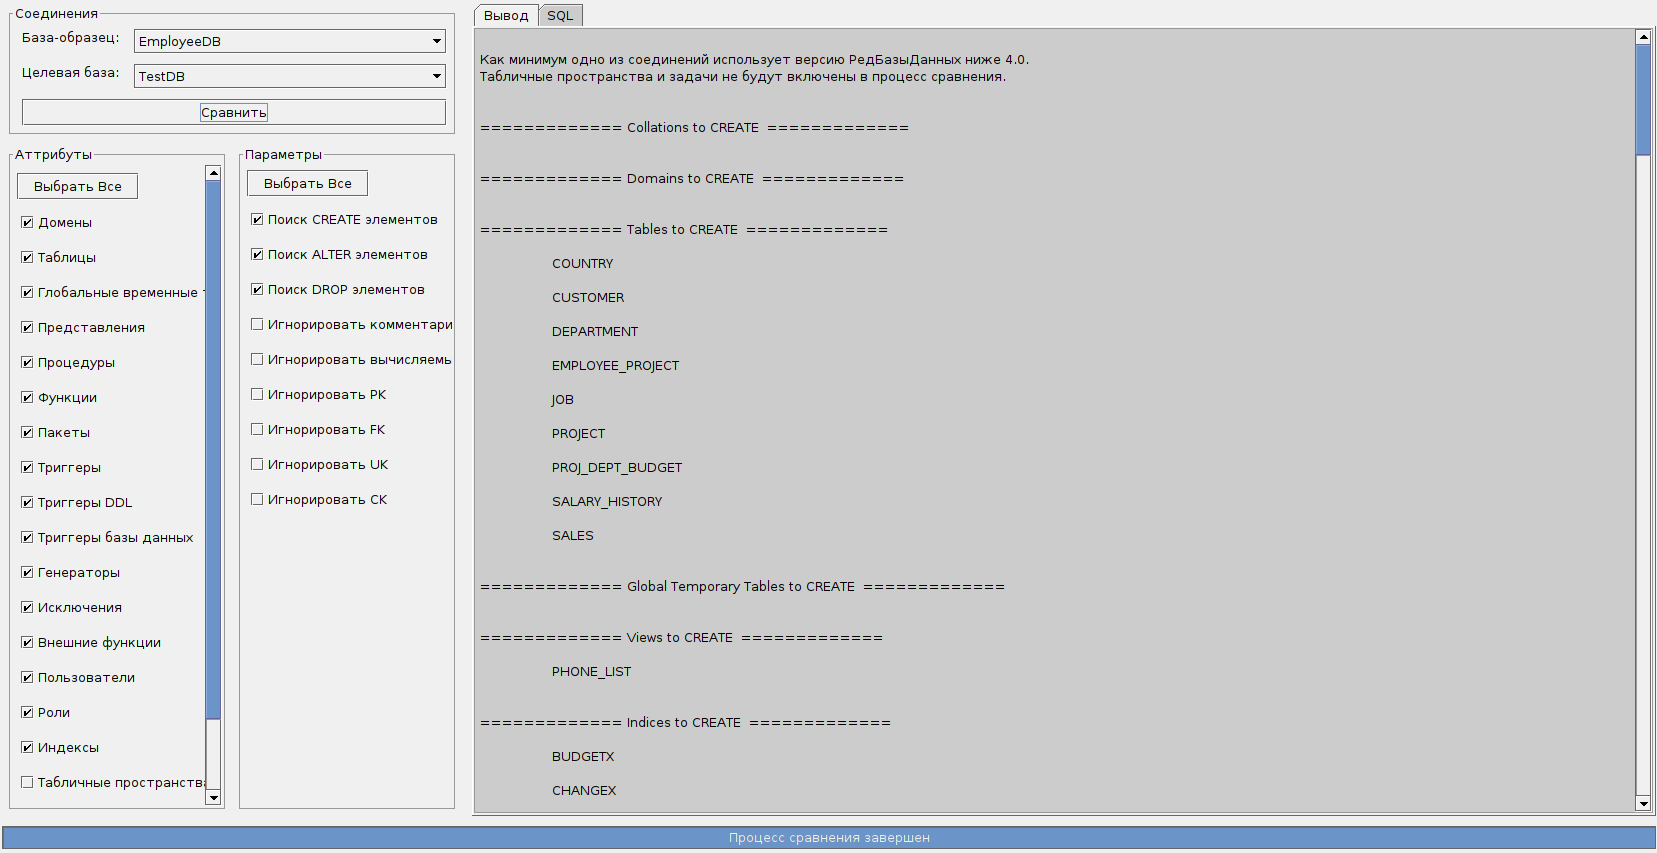 Соединения
База-образец:
EmployeeDB
Целевая база:
TestDB
Сравнить
Аттрибуты
Выбрать Все
Домены
Таблицы
Глобальные временные
Представления
Процедуры
Функции
Пакеты
Триггеры
Триггеры DDL
Триггеры базы данных
Генераторы
Исключения
Внешние функции
Пользователи
Роли
Индексы
Табличные пространства
Параметры
Выбрать Все
Поиск CREATE элементов
Поиск ALTER элементов
Поиск DROP элементов
Игнорировать комментари
Игнорировать вычисляемы
Игнорировать PK
Игнорировать FK
Игнорировать UK
Игнорировать CK
Вывод SQL
Как минимум одно из соединений использует версию РедБазыДанных ниже 4.0.
Табличные пространства и задачи не будут включены в процесс сравнения.
============= Collations to CREATE =============
============= Domains to CREATE =============
============= Tables to CREATE =============
COUNTRY
CUSTOMER
DEPARTMENT
EMPLOYEE_PROJECT
JOB
PROJECT
PROJ_DEPT_BUDGET
SALARY_HISTORY
SALES
============= Global Temporary Tables to CREATE =============
============= Views to CREATE =============
PHONE_LIST
============= Indices to CREATE =============
BUDGETX
CHANGEX
Процесс сравнения завершен